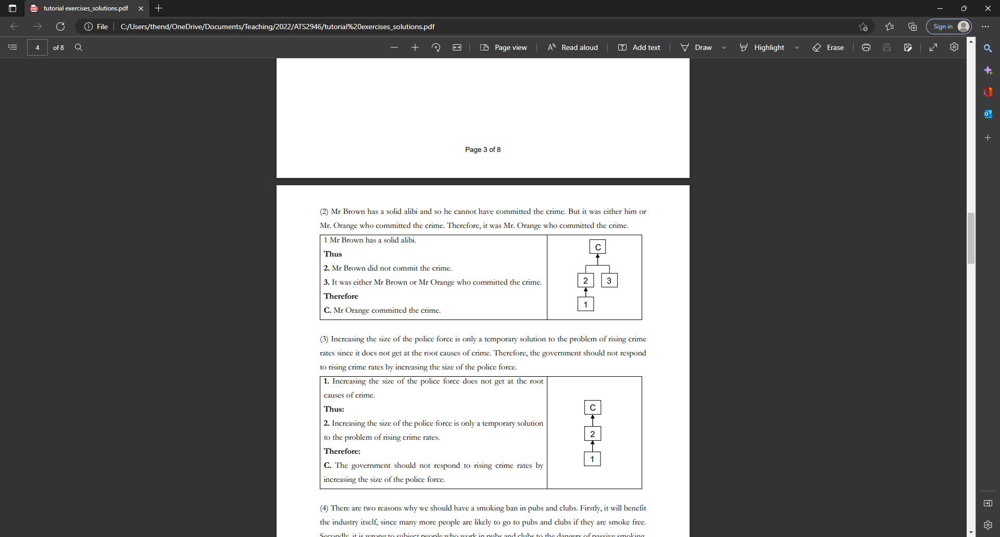 tutorial exercises_solutions.pdf
File
C:/Users/thend/OneDrive/Documents/Teaching/2022/ATS2946/tutorial%20exercises_solutions.pdf
Sign in
4 of 8
Page view
Read aloud
Add text
Draw
Highlight
Erase
Page 3 of 8
(2) Mr Brown has a solid alibi and so he cannot have committed the crime. But it was either him or
Mr. Orange who committed the crime. Therefore, it was Mr. Orange who committed the crime.
1 Mr Brown has a solid alibi.
Thus
2. Mr Brown did not commit the crime.
3. It was either Mr Brown or Mr Orange who committed the crime.
Therefore
C. Mr Orange committed the crime.
C
2 3
1
(3) Increasing the size of the police force is only a temporary solution to the problem of rising crime
rates since it does not get at the root causes of crime. Therefore, the government should not respond
to rising crime rates by increasing the size of the police force.
1. Increasing the size of the police force does not get at the root
causes of crime.
Thus:
2. Increasing the size of the police force is only a temporary solution
to the problem of rising crime rates.
Therefore:
C. The government should not respond to rising crime rates by
increasing the size of the police force.
C
2
1
(4) There are two reasons why we should have a smoking ban in pubs and clubs. Firstly, it will benefit
the industry itself, since many more people are likely to go to pubs and clubs if they are smoke free.
Secondly, it is wrong to subject people who work in pubs and clubs to the dangers of passive smoking.